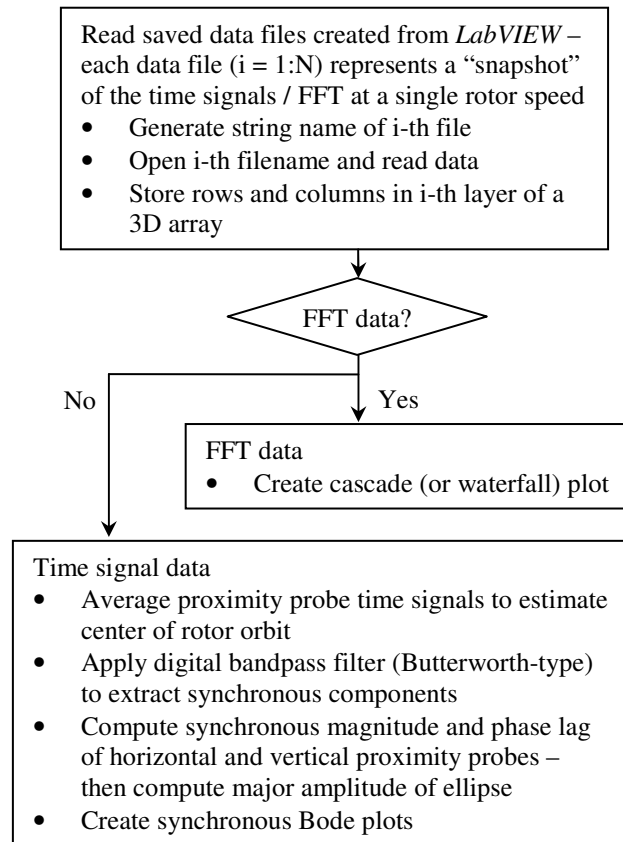 Read saved data files created from LabVIEW –
each data file (i = 1:N) represents a “snapshot”
of the time signals / FFT at a single rotor speed
• Generate string name of i-th file
• Open i-th filename and read data
• Store rows and columns in i-th layer of a
3D array
FFT data?
No
Yes
FFT data
• Create cascade (or waterfall) plot
Time signal data
• Average proximity probe time signals to estimate
center of rotor orbit
• Apply digital bandpass filter (Butterworth-type)
to extract synchronous components
• Compute synchronous magnitude and phase lag
of horizontal and vertical proximity probes –
then compute major amplitude of ellipse
• Create synchronous Bode plots